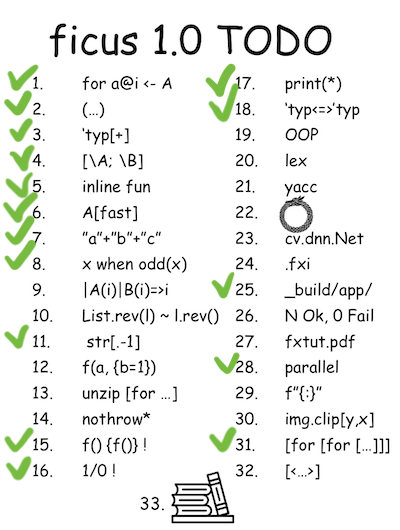 ficus 1.0 TODO
1. for a@i <- A
2. (…)
3. 'typ[+]
4. [\A; \B]
5. inline fun
6. A[fast]
7. "a"+"b"+"c"
8. x when odd(x)
9. |A(i)|B(i)=>i
10. List.rev(l) ~ l.rev()
11. str[.-1]
12. f(a, {b=1})
13. unzip [for …]
14. nothrow*
15. f() {f()} !
16. 1/0 !
17. print(*)
18. 'typ<=>'typ
19. OOP
20. lex
21. yacc
22.
23. cv.dnn.Net
24. .fxi
25. _build/app/
26. N Ok, 0 Fail
27. fxtut.pdf
28. parallel
29. f"{:}"
30. img.clip[y,x]
31. [for [for […]]]
32. [<…>]
33.